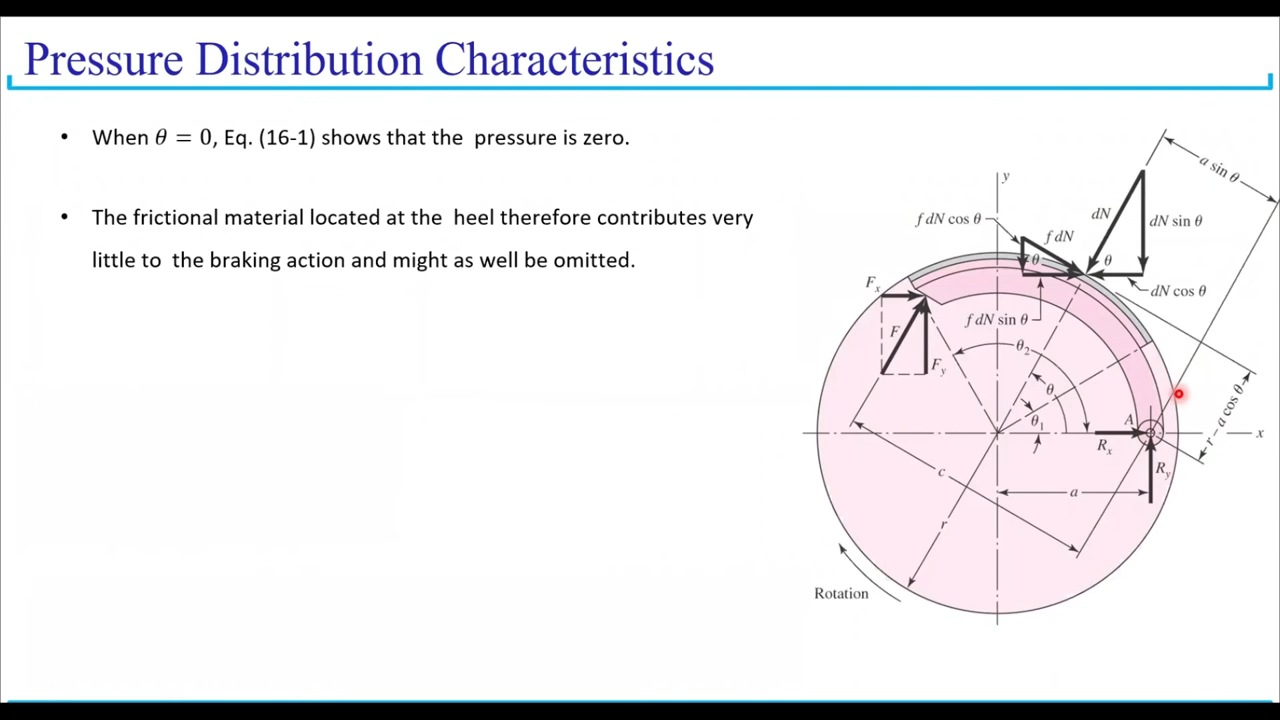 Pressure Distribution Characteristics
• When θ = 0, Eq. (16-1) shows that the  pressure is zero.
• The frictional material located at the  heel therefore contributes very
little to  the braking action and might as well be omitted.
a sin θ
y
f dN cos θ
dN
dN sin θ
f dN
θ
θ
F_x
dN cos θ
f dN sin θ
F
θ₂
F_y
θ
r – a cos θ
θ₁
A
x
R_x
R_y
c
a
r
Rotation